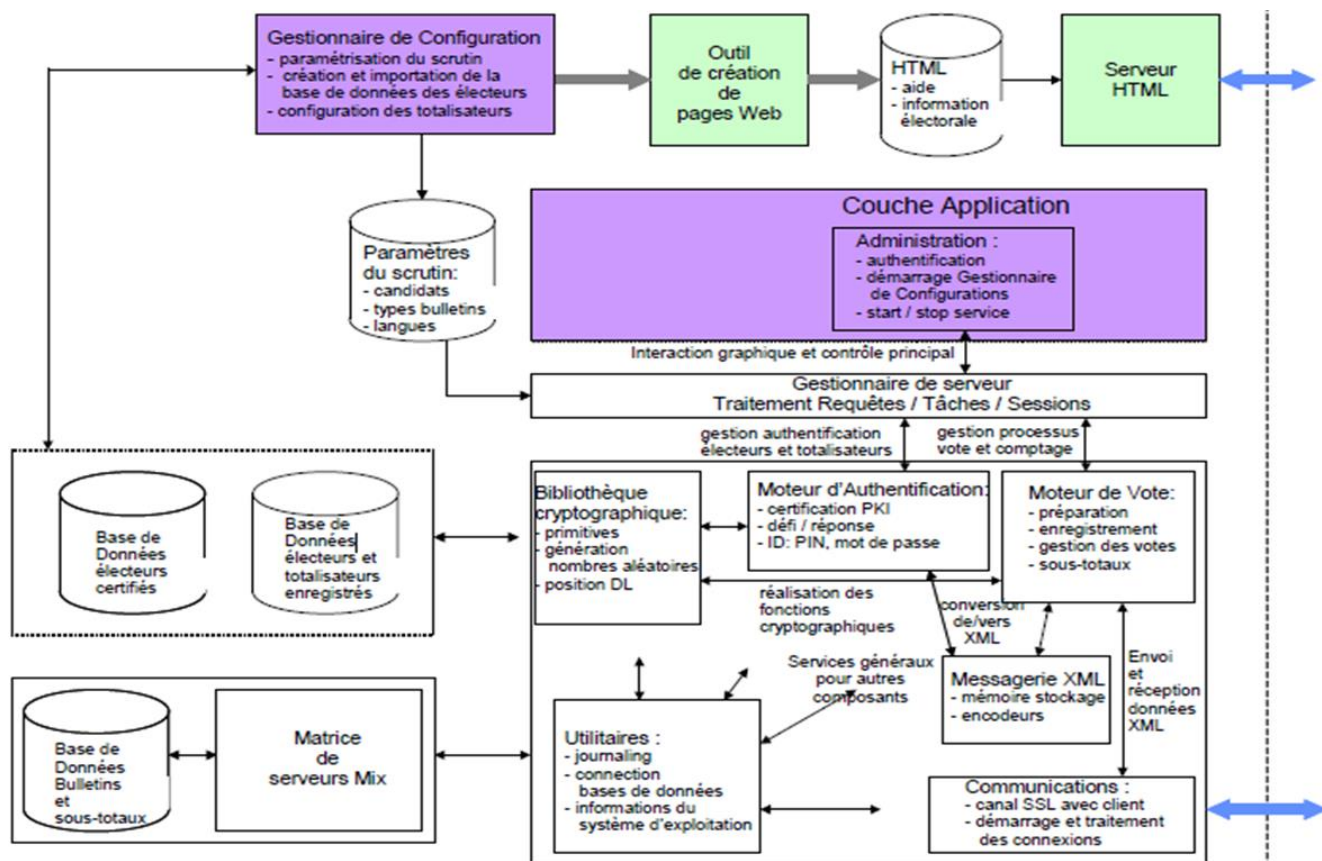 Gestionnaire de Configuration
- paramétrisation du scrutin
- création et importation de la
base de données des électeurs
- configuration des totalisateurs
Outil
de création
de
pages Web
HTML
- aide
- information
électorale
Serveur
HTML
Couche Application
Administration :
- authentification
- démarrage Gestionnaire
de Configurations
- start / stop service
Paramètres
du scrutin:
- candidats
- types bulletins
- langues
Interaction graphique et contrôle principal
Gestionnaire de serveur
Traitement Requêtes / Tâches / Sessions
gestion authentification
électeurs et totalisateurs
gestion processus
vote et comptage
Base de
Données
électeurs
certifiés
Base de
Données
électeurs et
totalisateurs
enregistrés
Bibliothèque
cryptographique:
- primitives
- génération
nombres aléatoires
- position DL
Moteur d'Authentification:
- certification PKI
- défi / réponse
- ID: PIN, mot de passe
Moteur de Vote:
- préparation
- enregistrement
- gestion des votes
- sous-totaux
réalisation des
fonctions
cryptographiques
conversion
de/vers
XML
Services généraux
pour autres
composants
Messagerie XML
- mémoire stockage
- encodeurs
Envoi
et
réception
données
XML
Base de
Données
Bulletins
et
sous-totaux
Matrice
de
serveurs Mix
Utilitaires :
- journaling
- connection
bases de données
- informations du
système d'exploitation
Communications :
- canal SSL avec client
- démarrage et traitement
des connexions